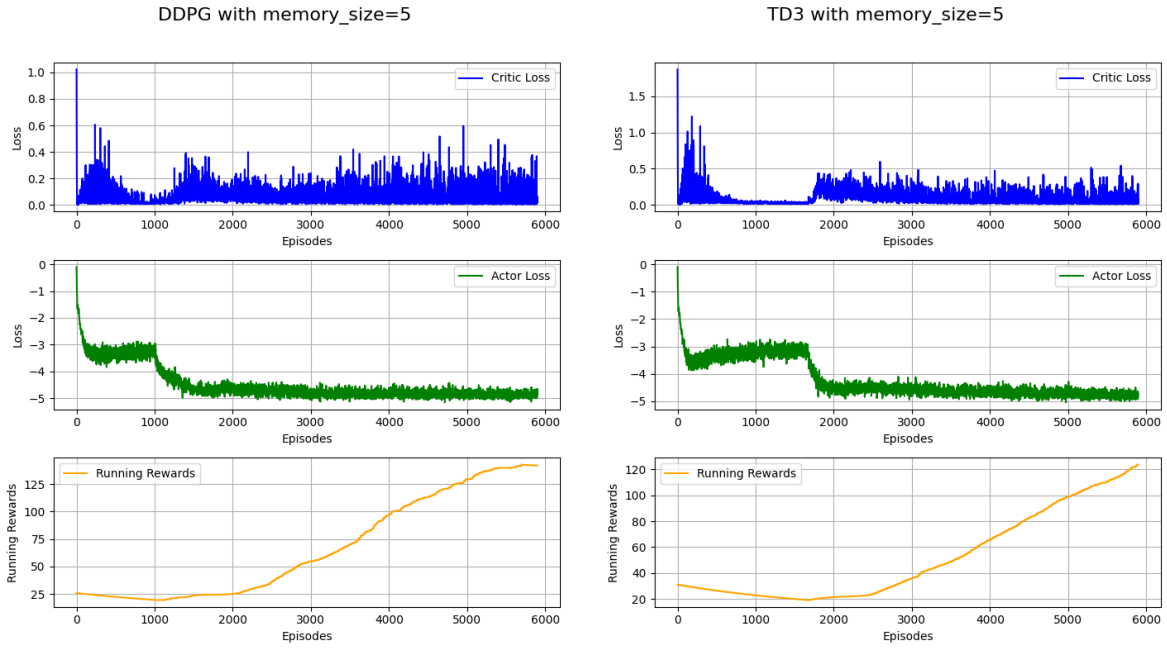 DDPG with memory_size=5
1.0
0.8
0.6
0.4
0.2
0.0
Loss
Critic Loss
0 1000 2000 3000 4000 5000 6000
Episodes
0
−1
−2
−3
−4
−5
Loss
Actor Loss
0 1000 2000 3000 4000 5000 6000
Episodes
125
100
75
50
25
Running Rewards
Running Rewards
0 1000 2000 3000 4000 5000 6000
Episodes
TD3 with memory_size=5
1.5
1.0
0.5
0.0
Loss
Critic Loss
0 1000 2000 3000 4000 5000 6000
Episodes
0
−1
−2
−3
−4
−5
Loss
Actor Loss
0 1000 2000 3000 4000 5000 6000
Episodes
120
100
80
60
40
20
Running Rewards
Running Rewards
0 1000 2000 3000 4000 5000 6000
Episodes